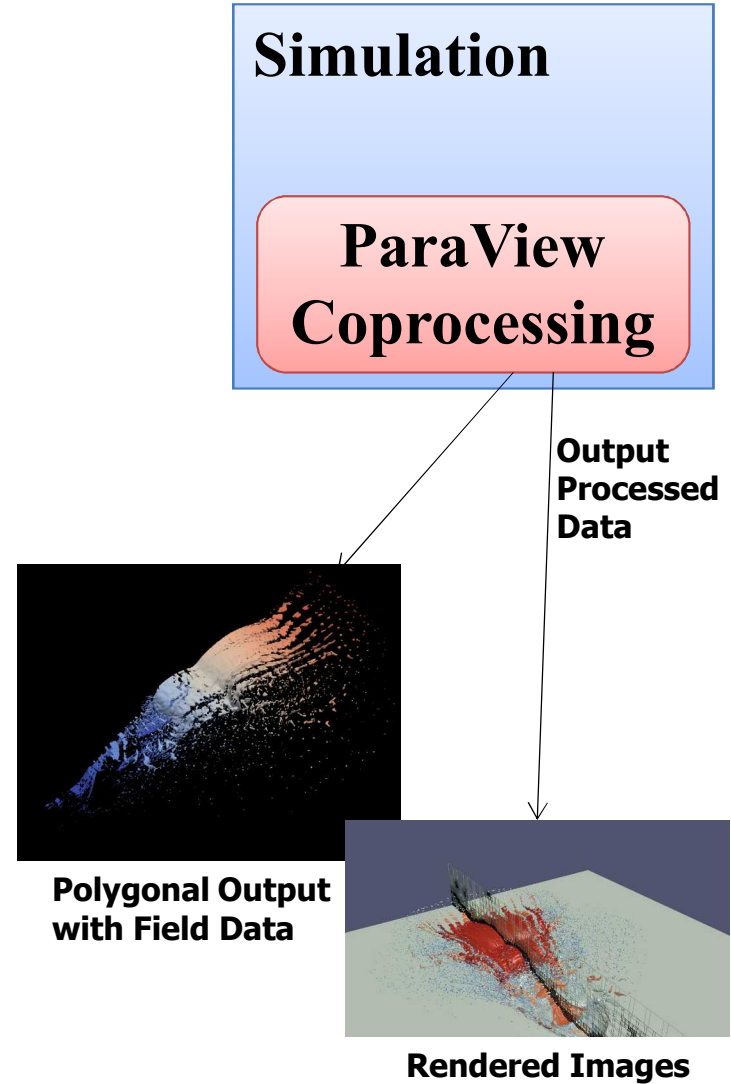 Simulation
ParaView
Coprocessing
Output
Processed
Data
Polygonal Output
with Field Data
Rendered Images